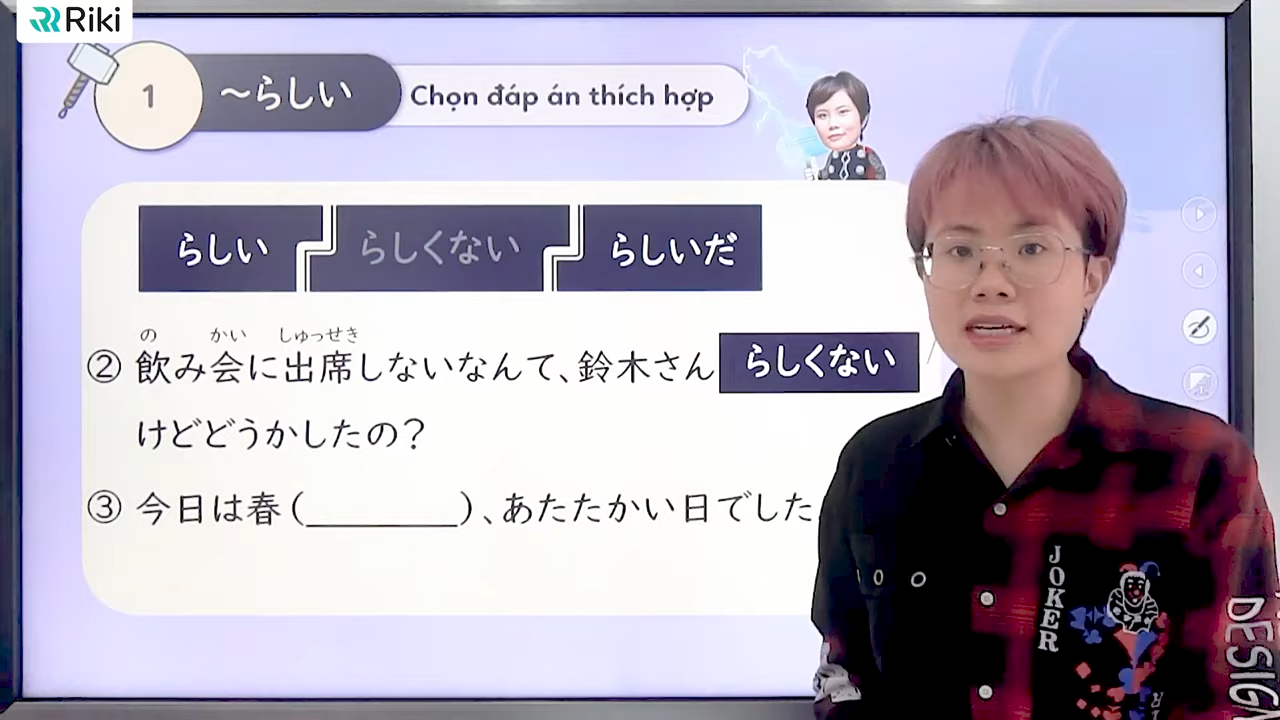 Riki
1 ～らしい Chọn đáp án thích hợp
らしい らしくない らしいだ
の かい しゅっせき
② 飲み会に出席しないなんて、鈴木さん らしくない
けどどうかしたの？
③ 今日は春 (________) 、あたたかい日でした
JOKER
DESIGN